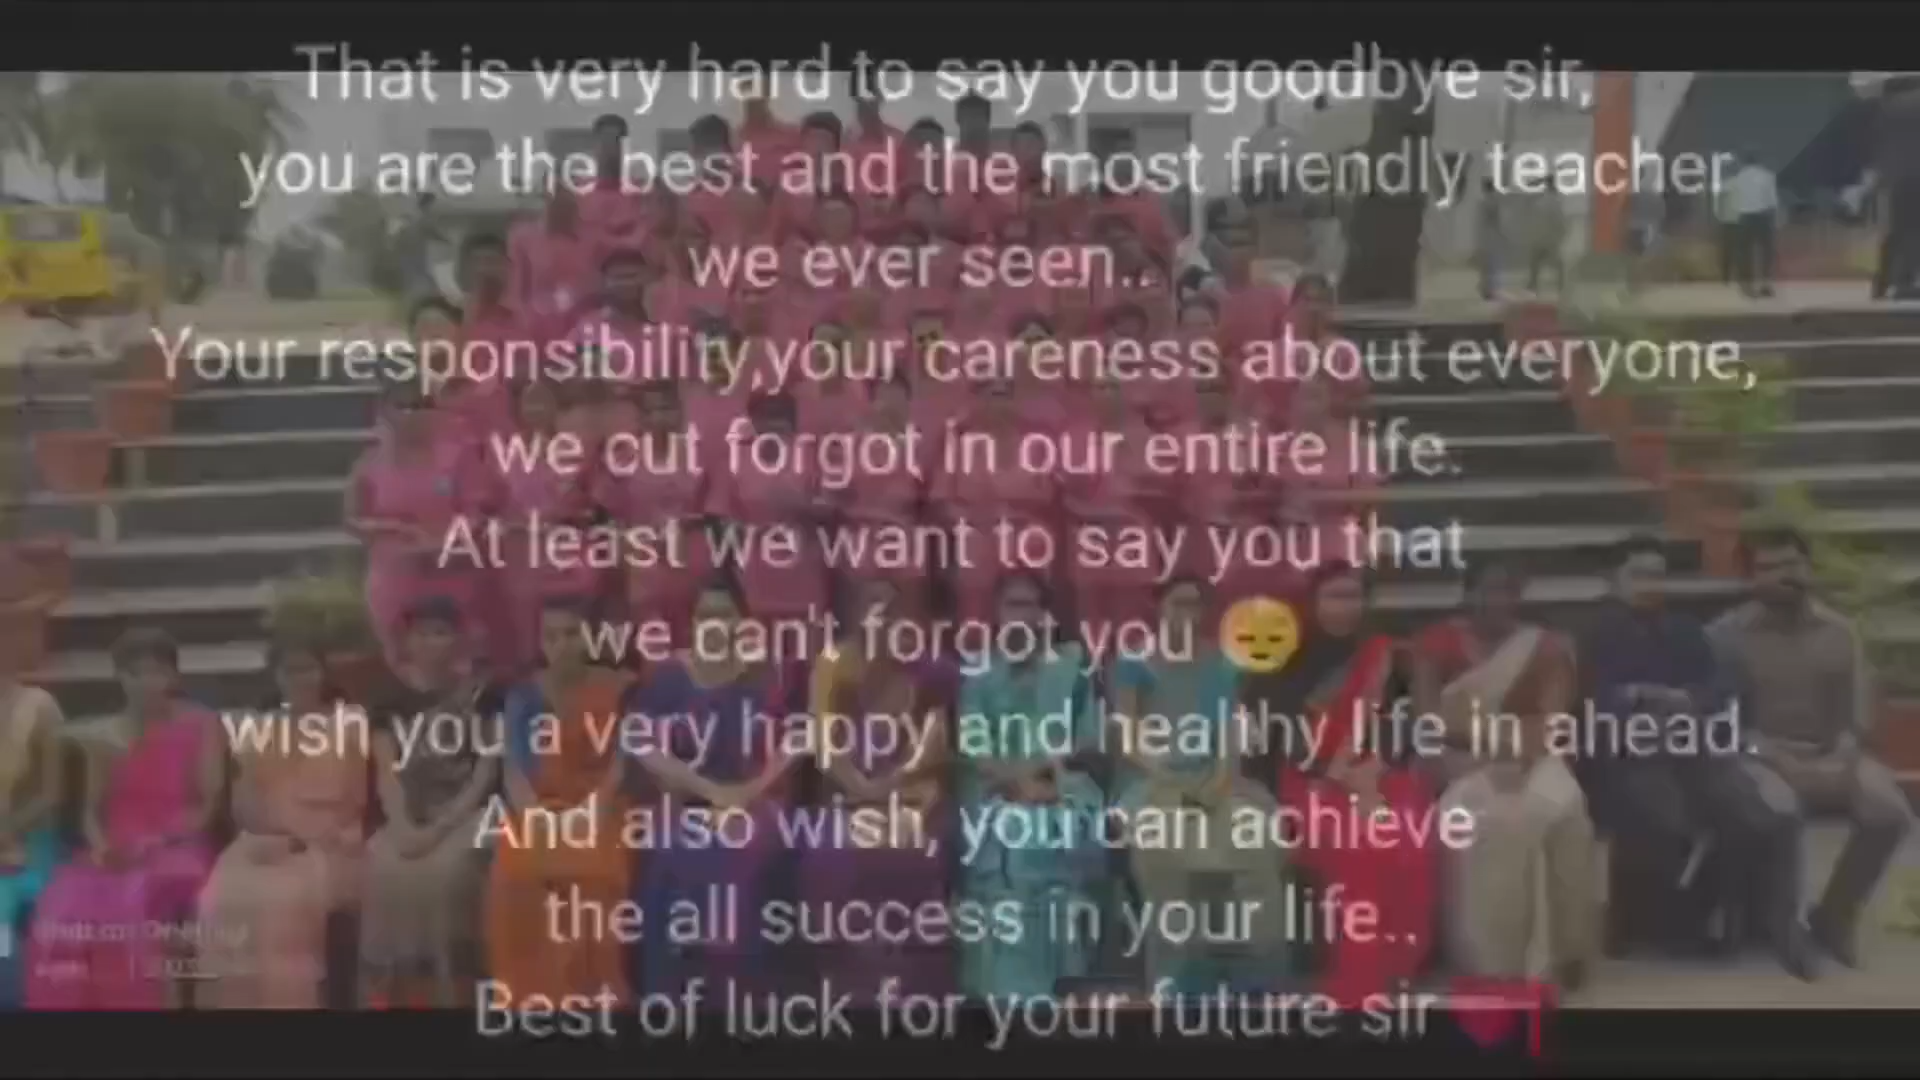 That is very hard to say you goodbye sir,
you are the best and the most friendly teacher
we ever seen..
Your responsibility,your careness about everyone,
we cut forgot in our entire life.
At least we want to say you that
we can't forgot you 😔
wish you a very happy and healthy life in ahead.
And also wish, you can achieve
the all success in your life..
Best of luck for your future sir ❤